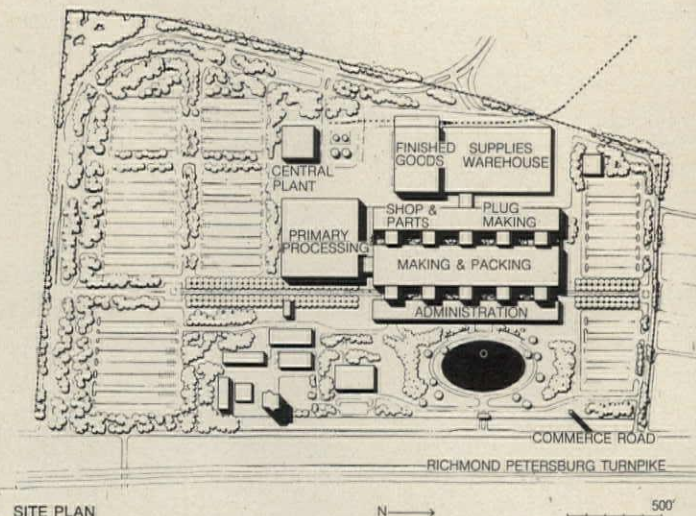 FINISHED
GOODS
SUPPLIES
WAREHOUSE
CENTRAL
PLANT
SHOP &
PARTS
PLUG
MAKING
PRIMARY
PROCESSING
MAKING & PACKING
ADMINISTRATION
COMMERCE ROAD
RICHMOND PETERSBURG TURNPIKE
SITE PLAN
N
500'